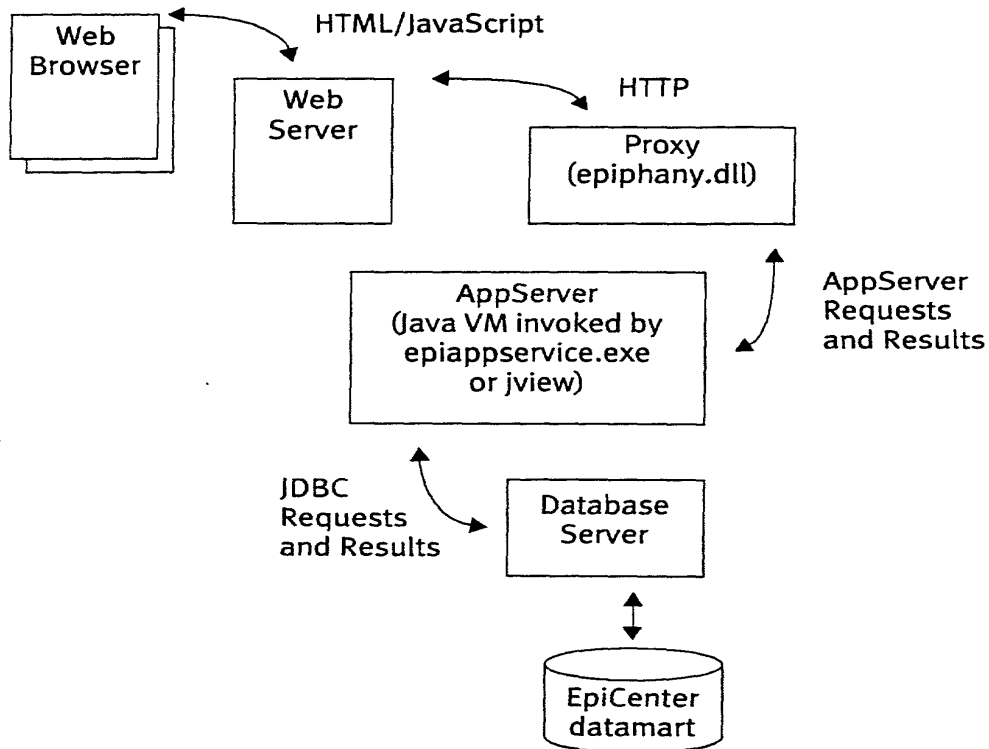 Web
Browser
HTML/JavaScript
Web
Server
HTTP
Proxy
(epiphany.dll)
AppServer
(Java VM invoked by
epiappservice.exe
or jview)
AppServer
Requests
and Results
JDBC
Requests
and Results
Database
Server
EpiCenter
datamart